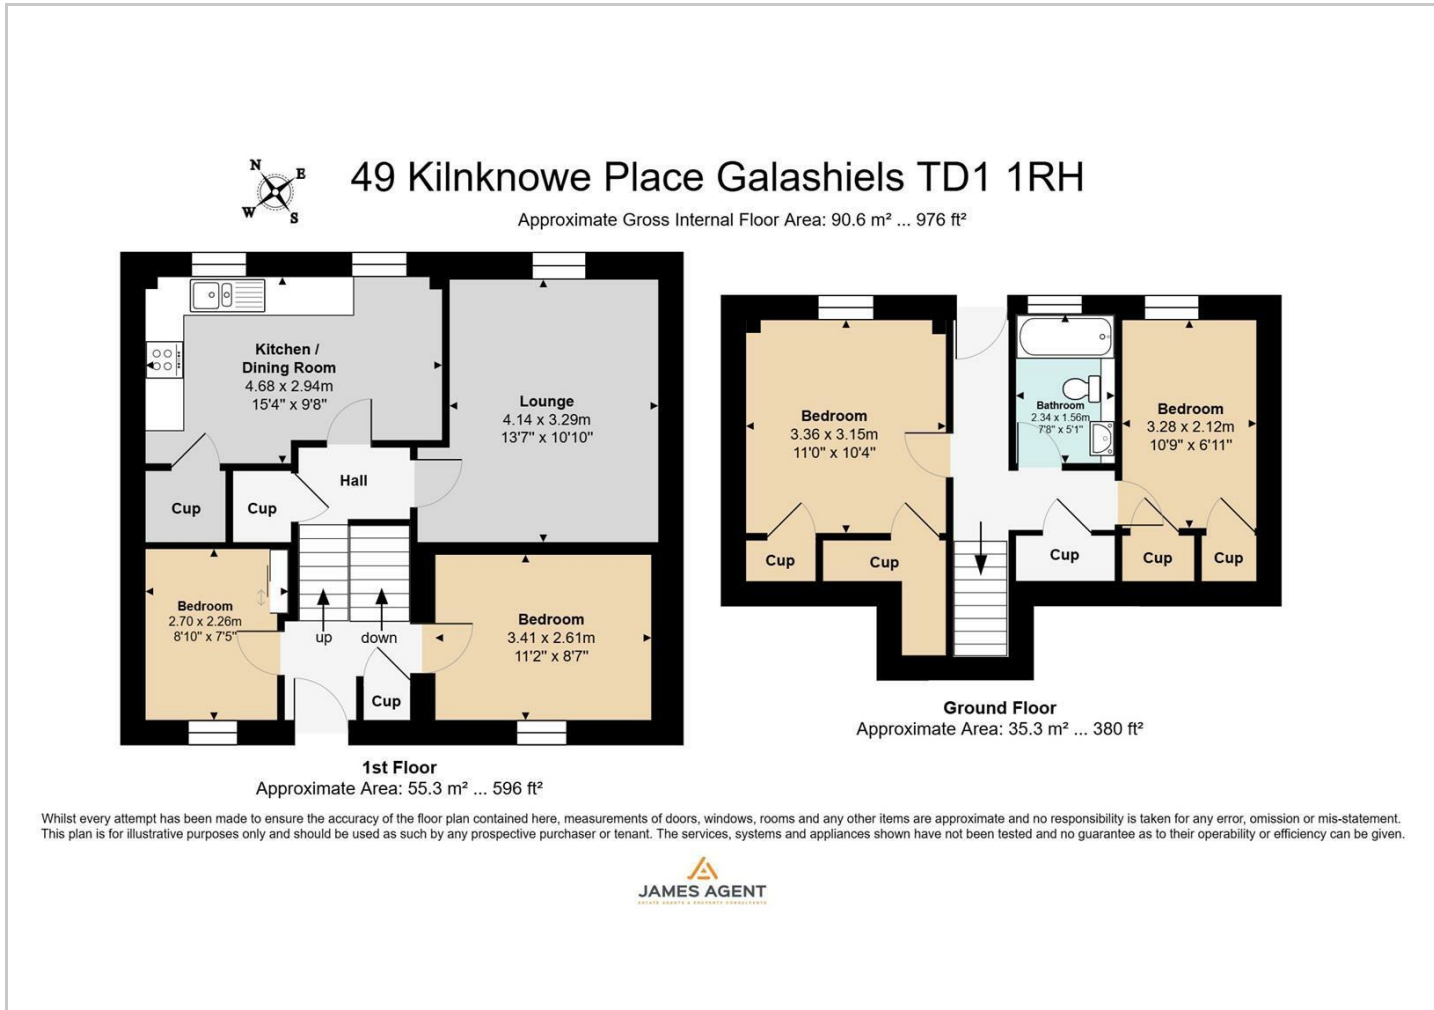 N
E
W
S
49 Kilnknowe Place Galashiels TD1 1RH
Approximate Gross Internal Floor Area: 90.6 m² ... 976 ft²
Kitchen /
Dining Room
4.68 x 2.94m
15'4" x 9'8"
Lounge
4.14 x 3.29m
13'7" x 10'10"
Hall
Cup
Cup
Bedroom
2.70 x 2.26m
8'10" x 7'5"
up
down
Cup
Bedroom
3.41 x 2.61m
11'2" x 8'7"
1st Floor
Approximate Area: 55.3 m² ... 596 ft²
Bedroom
3.36 x 3.15m
11'0" x 10'4"
Bathroom
2.34 x 1.56m
7'8" x 5'1"
Bedroom
3.28 x 2.12m
10'9" x 6'11"
Cup
Cup
Cup
Cup
Cup
Ground Floor
Approximate Area: 35.3 m² ... 380 ft²
Whilst every attempt has been made to ensure the accuracy of the floor plan contained here, measurements of doors, windows, rooms and any other items are approximate and no responsibility is taken for any error, omission or mis-statement.
This plan is for illustrative purposes only and should be used as such by any prospective purchaser or tenant. The services, systems and appliances shown have not been tested and no guarantee as to their operability or efficiency can be given.
JAMES AGENT
ESTATE AGENTS & PROPERTY CONSULTANTS